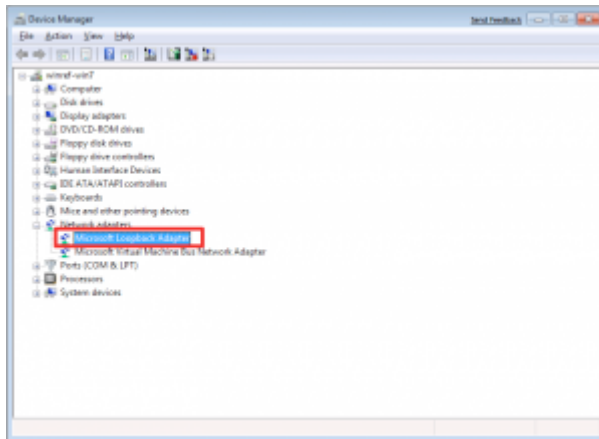 Device Manager
Send feedback
File Action View Help
winref-win7
Computer
Disk drives
Display adapters
DVD/CD-ROM drives
Floppy disk drives
Floppy drive controllers
Human Interface Devices
IDE ATA/ATAPI controllers
Keyboards
Mice and other pointing devices
Network adapters
Microsoft Loopback Adapter
Microsoft Virtual Machine Bus Network Adapter
Ports (COM & LPT)
Processors
System devices